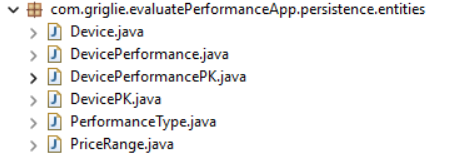 com.griglie.evaluatePerformanceApp.persistence.entities
Device.java
DevicePerformance.java
DevicePerformancePK.java
DevicePK.java
PerformanceType.java
PriceRange.java